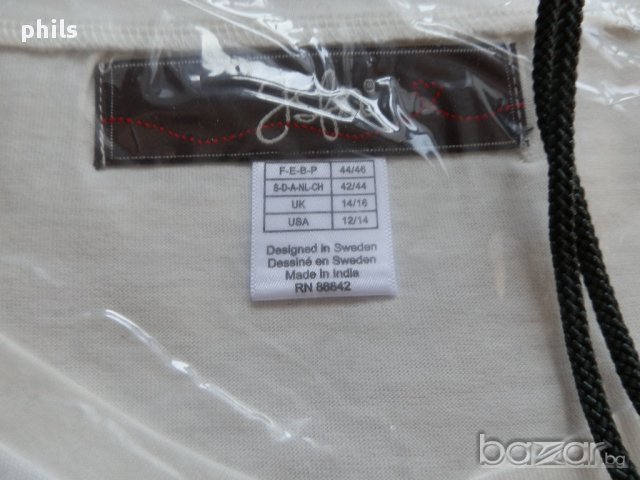 phils
F-E-B-P 44/46
S-D-A-NL-CH 42/44
UK 14/16
USA 12/14
Designed in Sweden
Dessiné en Sweden
Made in India
RN 88842
bazar.bg